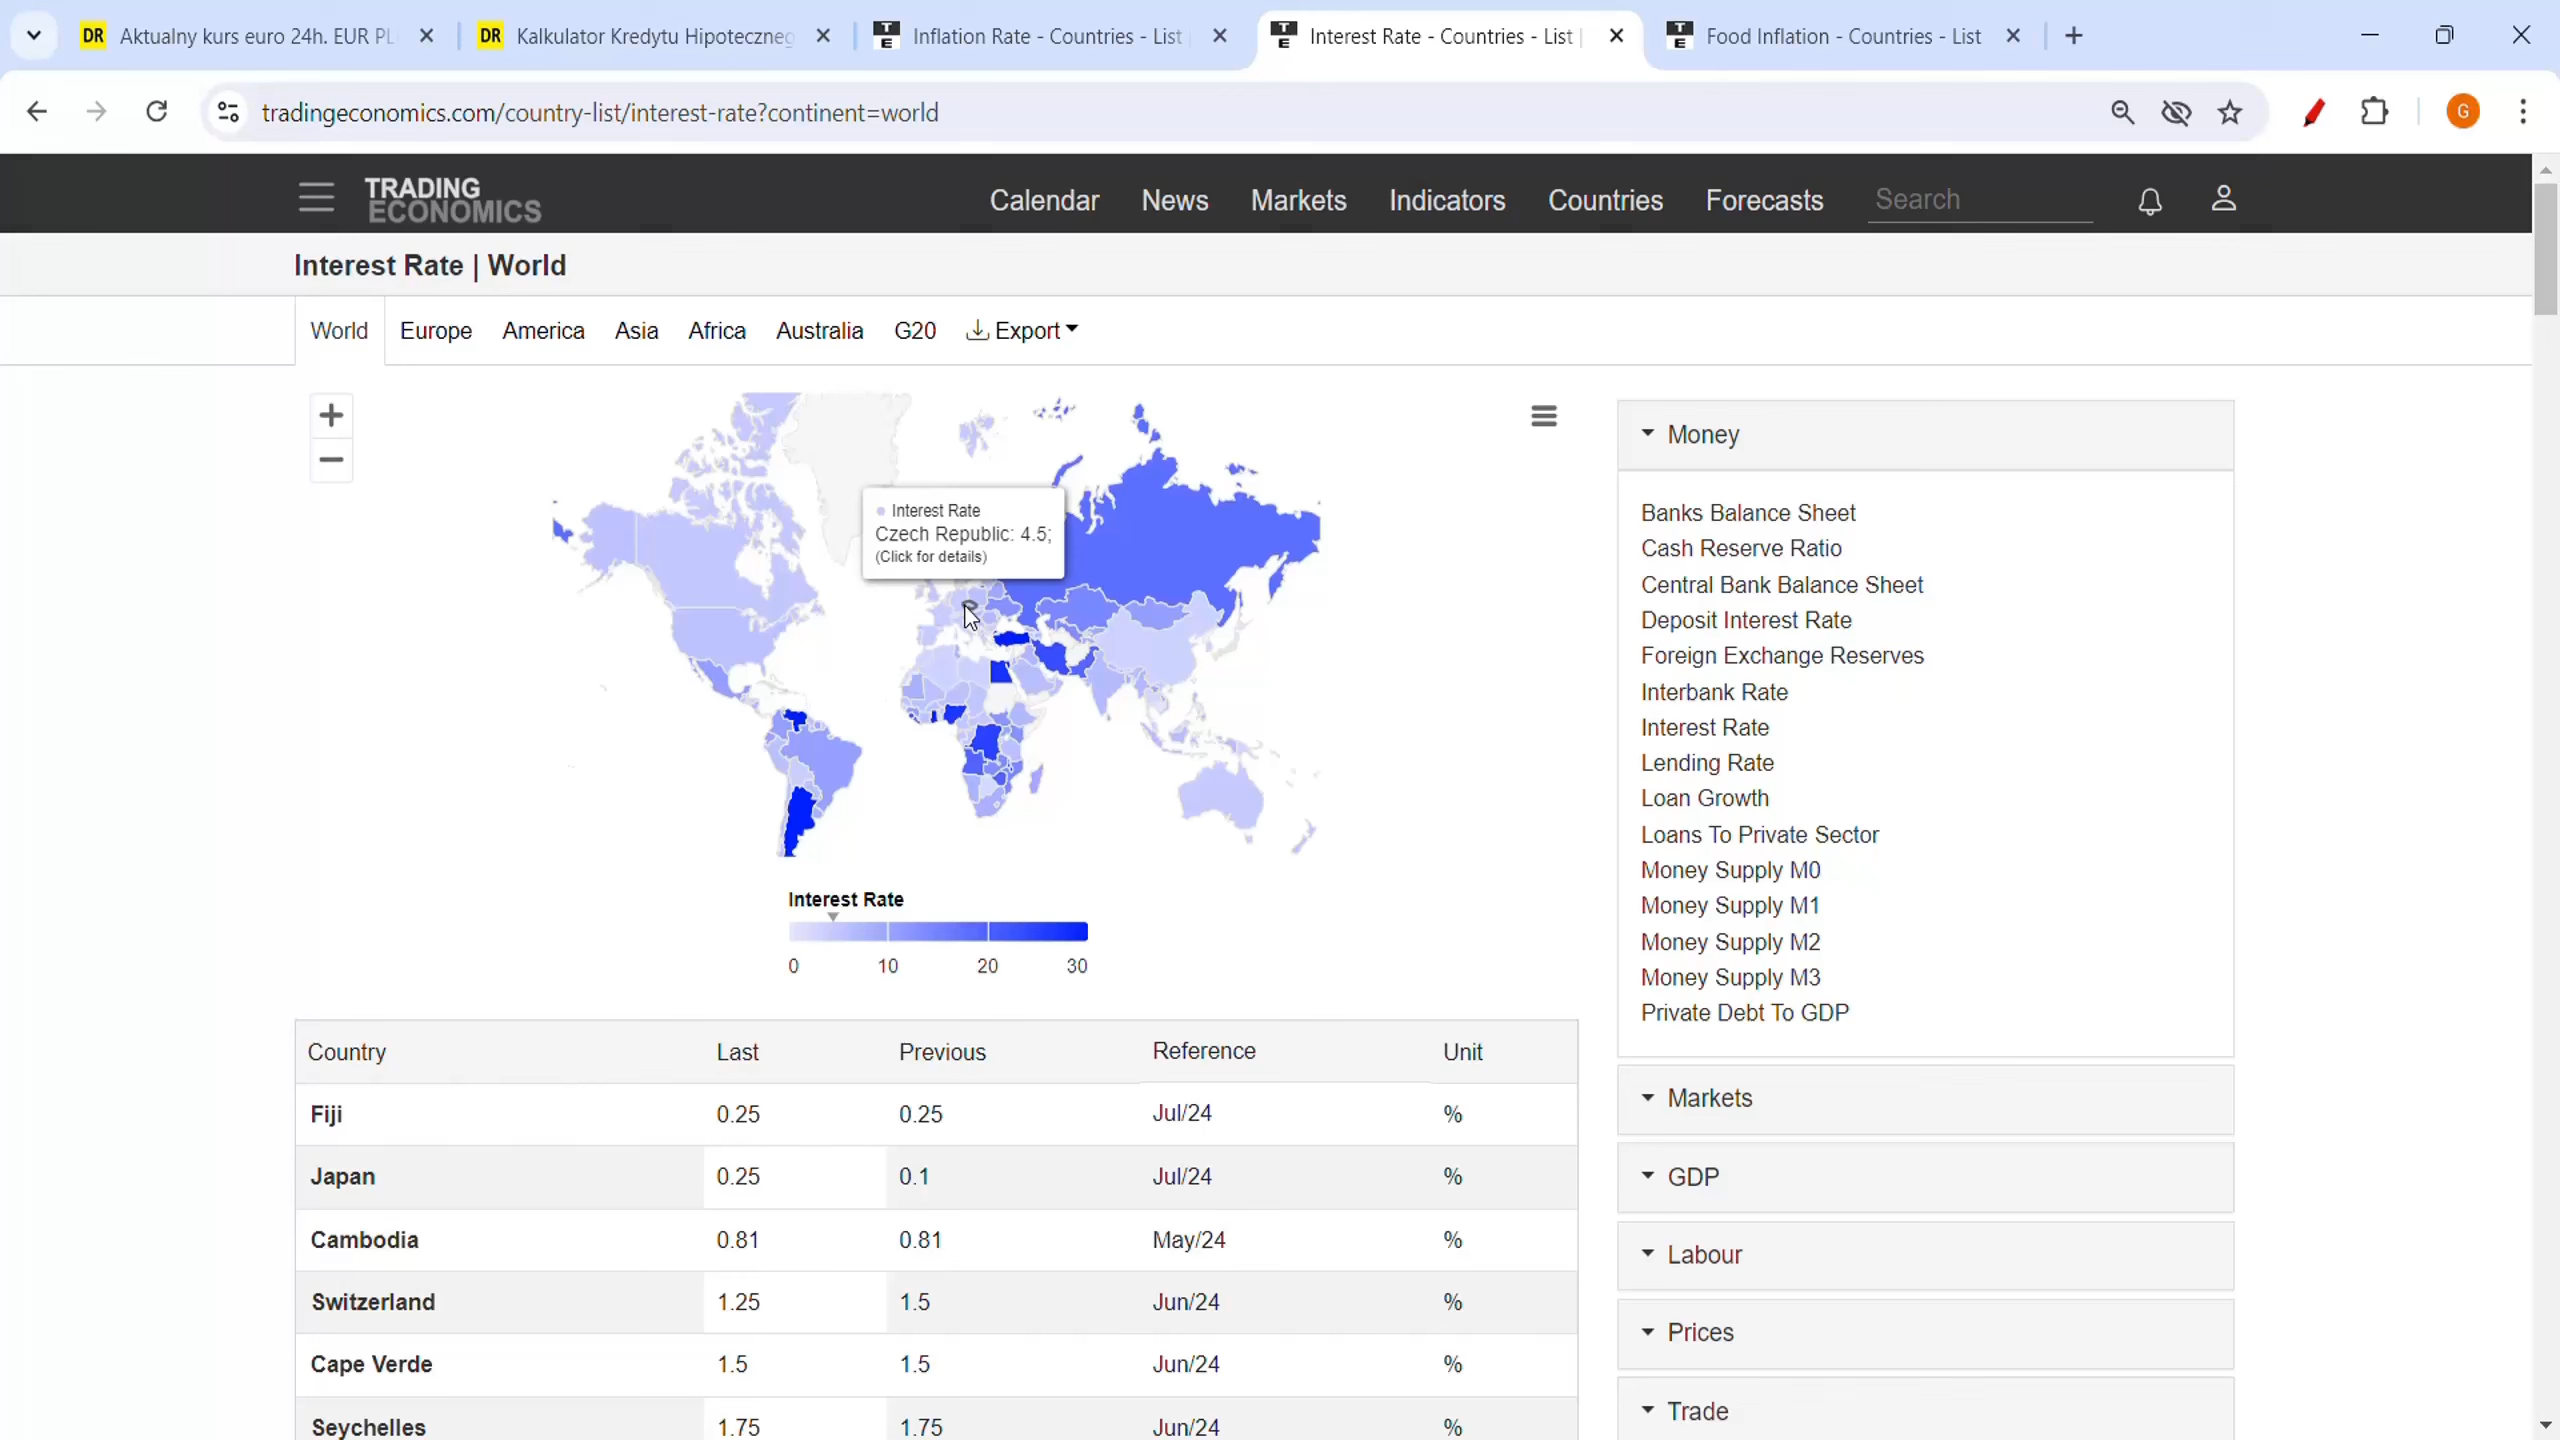 DR Aktualny kurs euro 24h. EUR PL
DR Kalkulator Kredytu Hipoteczneg
TE Inflation Rate - Countries - List
TE Interest Rate - Countries - List |
TE Food Inflation - Countries - List
tradingeconomics.com/country-list/interest-rate?continent=world
G
TRADING
ECONOMICS
Calendar News Markets Indicators Countries Forecasts Search
Interest Rate | World
World Europe America Asia Africa Australia G20 Export
+
−
Interest Rate
Czech Republic: 4.5;
(Click for details)
Interest Rate
0 10 20 30
Country Last Previous Reference Unit
Fiji 0.25 0.25 Jul/24 %
Japan 0.25 0.1 Jul/24 %
Cambodia 0.81 0.81 May/24 %
Switzerland 1.25 1.5 Jun/24 %
Cape Verde 1.5 1.5 Jun/24 %
Seychelles 1.75 1.75 Jun/24 %
Money
Banks Balance Sheet
Cash Reserve Ratio
Central Bank Balance Sheet
Deposit Interest Rate
Foreign Exchange Reserves
Interbank Rate
Interest Rate
Lending Rate
Loan Growth
Loans To Private Sector
Money Supply M0
Money Supply M1
Money Supply M2
Money Supply M3
Private Debt To GDP
Markets
GDP
Labour
Prices
Trade